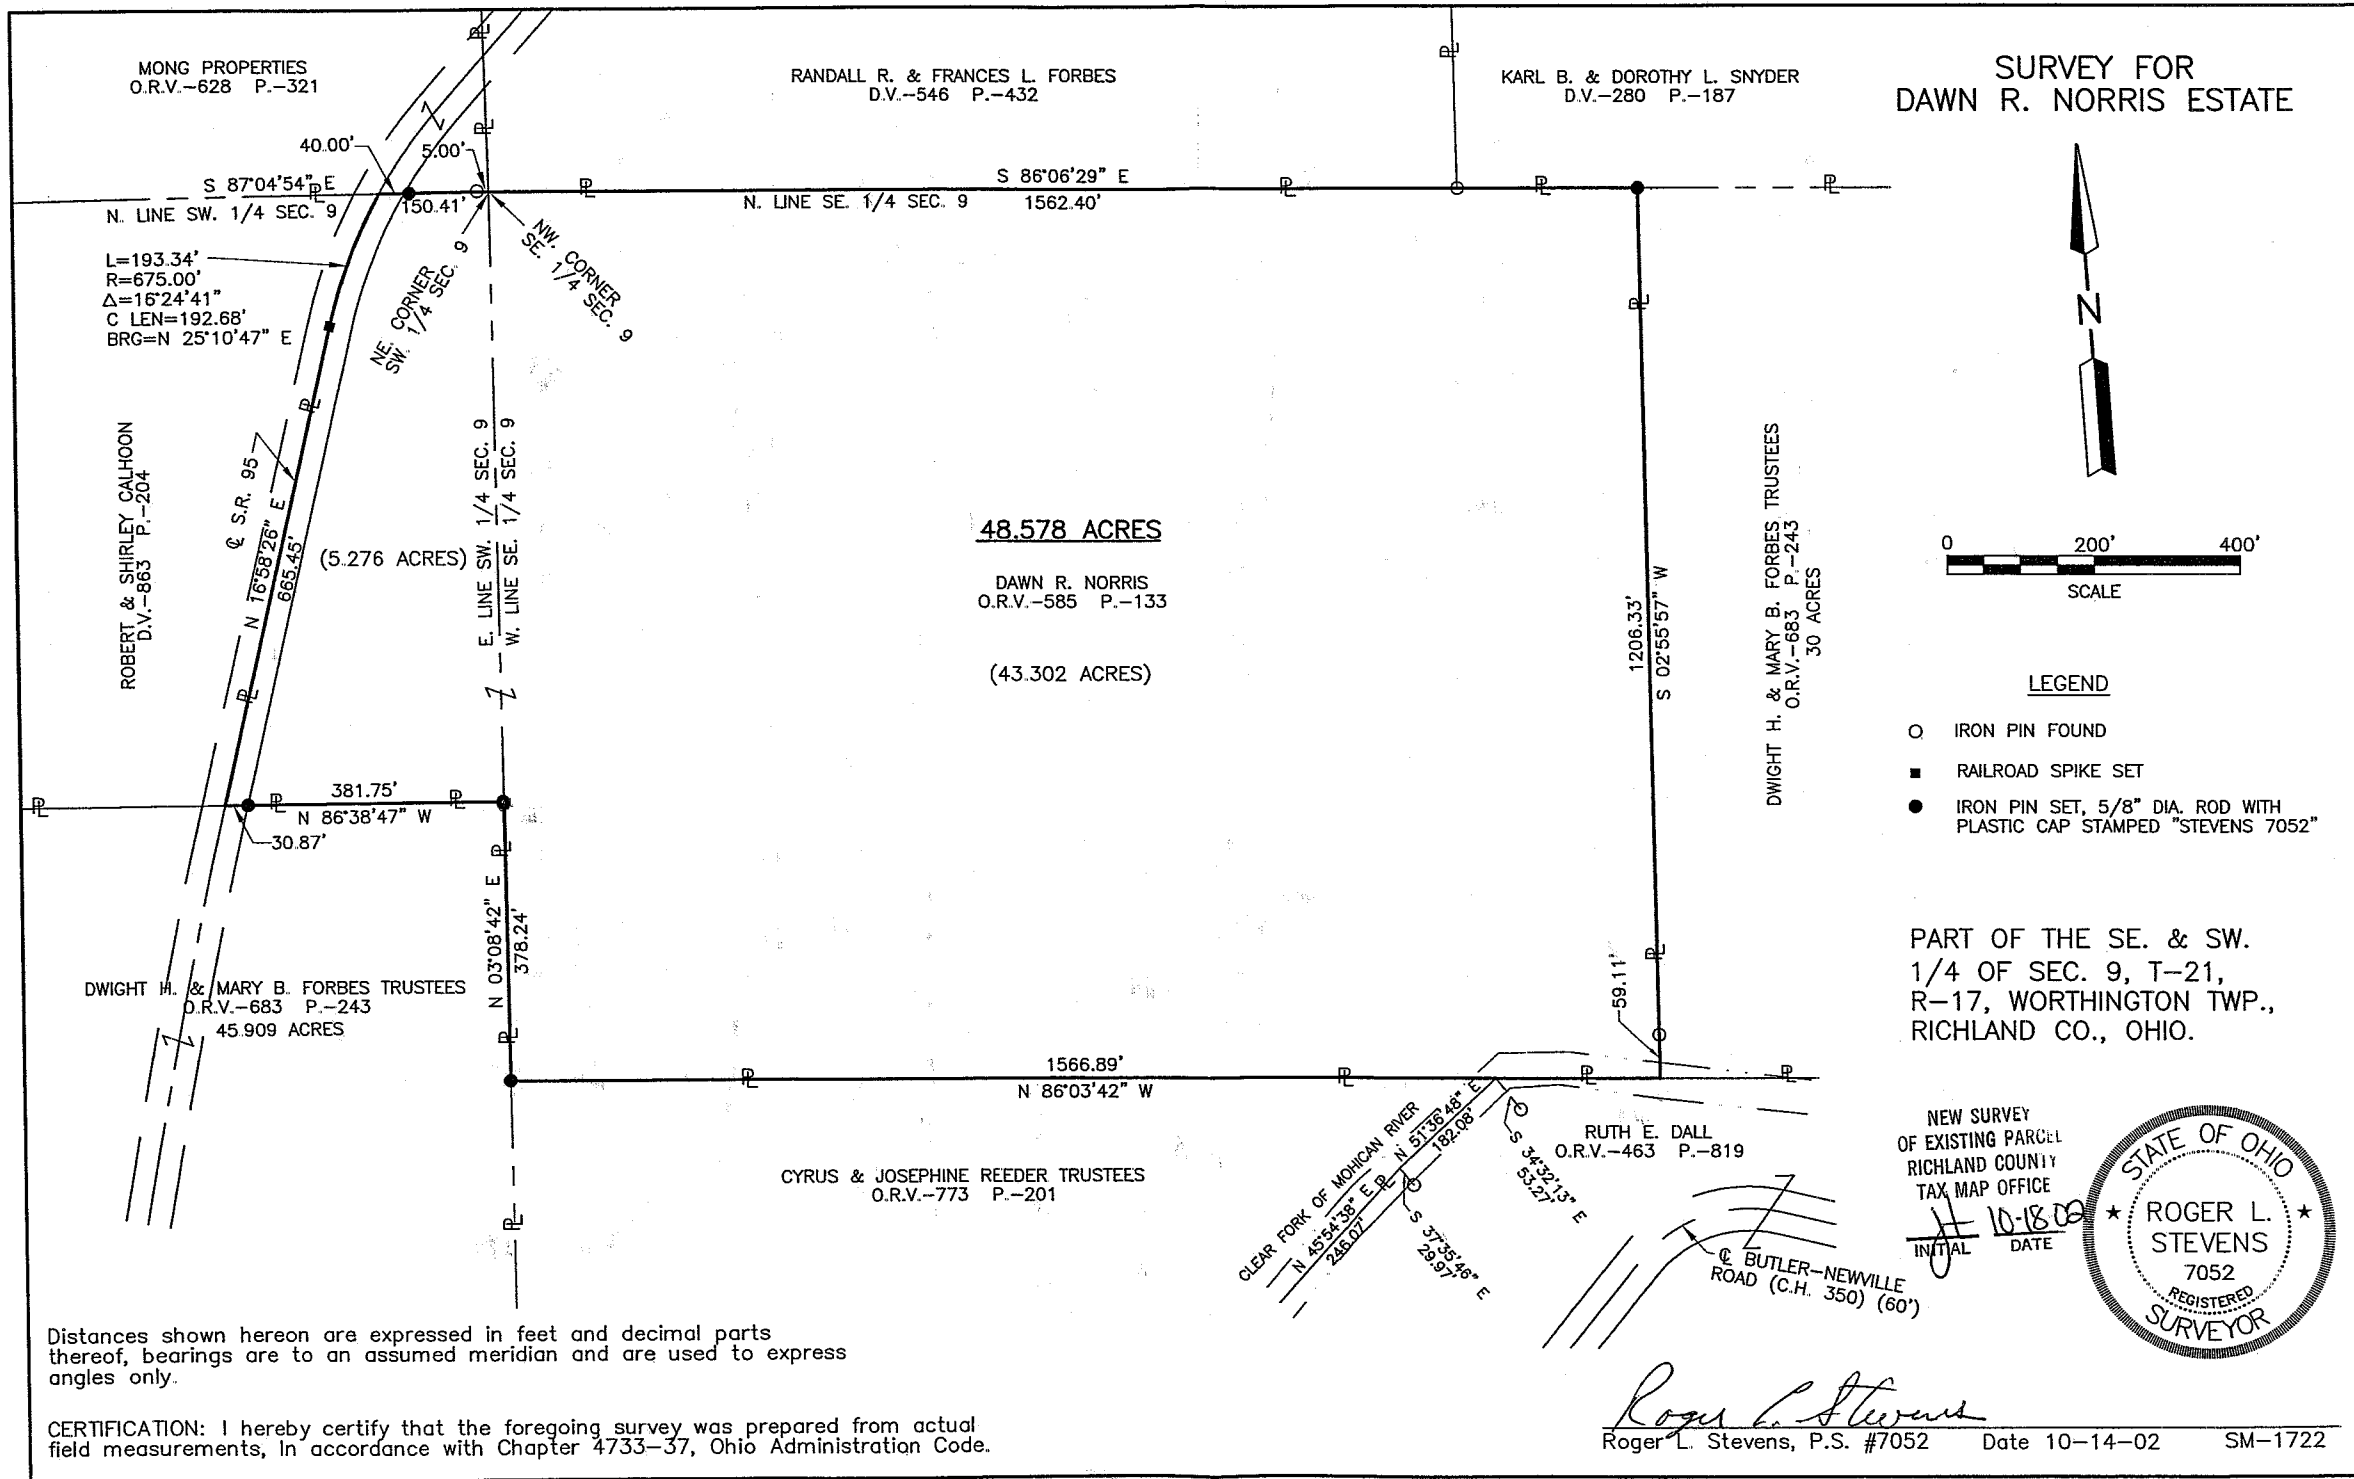 MONG PROPERTIES
O.R.V.-628 P.-321
RANDALL R. & FRANCES L. FORBES
D.V.-546 P.-432
KARL B. & DOROTHY L. SNYDER
D.V.-280 P.-187
SURVEY FOR
DAWN R. NORRIS ESTATE
40.00'
5.00'
S 87°04'54" E
N. LINE SW. 1/4 SEC. 9
150.41'
S 86°06'29" E
N. LINE SE. 1/4 SEC. 9
1562.40'
NE. CORNER
SW. 1/4 SEC. 9
NW. CORNER
SE. 1/4 SEC. 9
L=193.34'
R=675.00'
Δ=16°24'41"
C LEN=192.68'
BRG=N 25°10'47" E
ROBERT & SHIRLEY CALHOON
D.V.-863 P.-204
℄ S.R. 95
N 16°58'26" E
665.45'
(5.276 ACRES)
E. LINE SW. 1/4 SEC. 9
W. LINE SE. 1/4 SEC. 9
48.578 ACRES
DAWN R. NORRIS
O.R.V.-585 P.-133
(43.302 ACRES)
1206.33'
S 02°55'57" W
DWIGHT H. & MARY B. FORBES TRUSTEES
O.R.V.-683 P.-243
30 ACRES
N
0 200' 400'
SCALE
LEGEND
IRON PIN FOUND
RAILROAD SPIKE SET
IRON PIN SET, 5/8" DIA. ROD WITH
PLASTIC CAP STAMPED "STEVENS 7052"
381.75'
N 86°38'47" W
30.87'
N 03°08'42" E
378.24'
DWIGHT H. & MARY B. FORBES TRUSTEES
O.R.V.-683 P.-243
45.909 ACRES
59.11'
1566.89'
N 86°03'42" W
PART OF THE SE. & SW.
1/4 OF SEC. 9, T-21,
R-17, WORTHINGTON TWP.,
RICHLAND CO., OHIO.
CYRUS & JOSEPHINE REEDER TRUSTEES
O.R.V.-773 P.-201
CLEAR FORK OF MOHICAN RIVER
N 51°36'48" E
182.08'
N 45°54'38" E
246.07'
S 34°32'13" E
53.27'
S 37°35'46" E
29.97'
RUTH E. DALL
O.R.V.-463 P.-819
℄ BUTLER-NEWVILLE
ROAD (C.H. 350) (60')
NEW SURVEY
OF EXISTING PARCEL
RICHLAND COUNTY
TAX MAP OFFICE
10-18-02
INITIAL DATE
STATE OF OHIO
ROGER L.
STEVENS
7052
REGISTERED
SURVEYOR
Distances shown hereon are expressed in feet and decimal parts
thereof, bearings are to an assumed meridian and are used to express
angles only.
CERTIFICATION: I hereby certify that the foregoing survey was prepared from actual
field measurements, In accordance with Chapter 4733-37, Ohio Administration Code.
Roger L. Stevens
Roger L. Stevens, P.S. #7052 Date 10-14-02 SM-1722